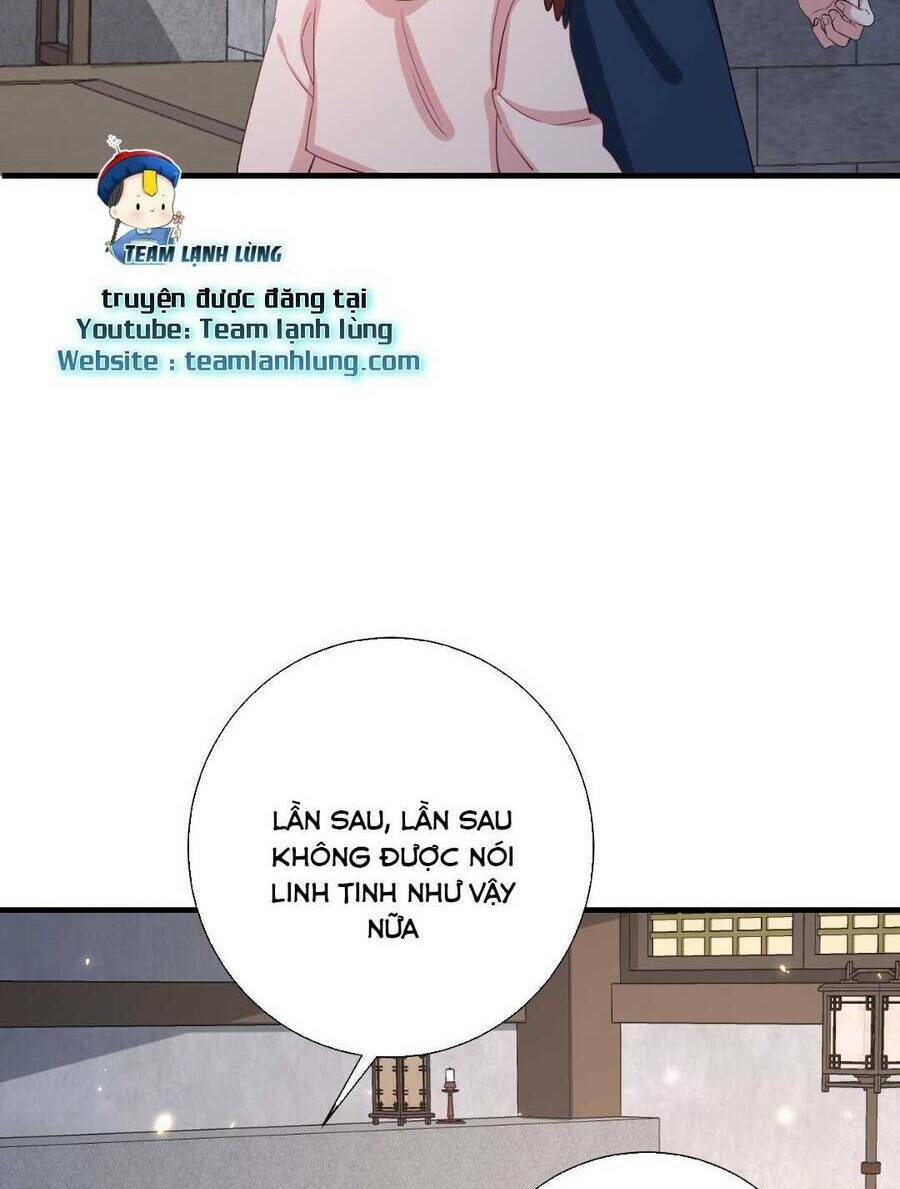 TEAM LẠNH LÙNG
truyện được đăng tại
Youtube: Team lạnh lùng
Website : teamlanhlung.com
LẦN SAU, LẦN SAU
KHÔNG ĐƯỢC NÓI
LINH TINH NHƯ VẬY
NỮA